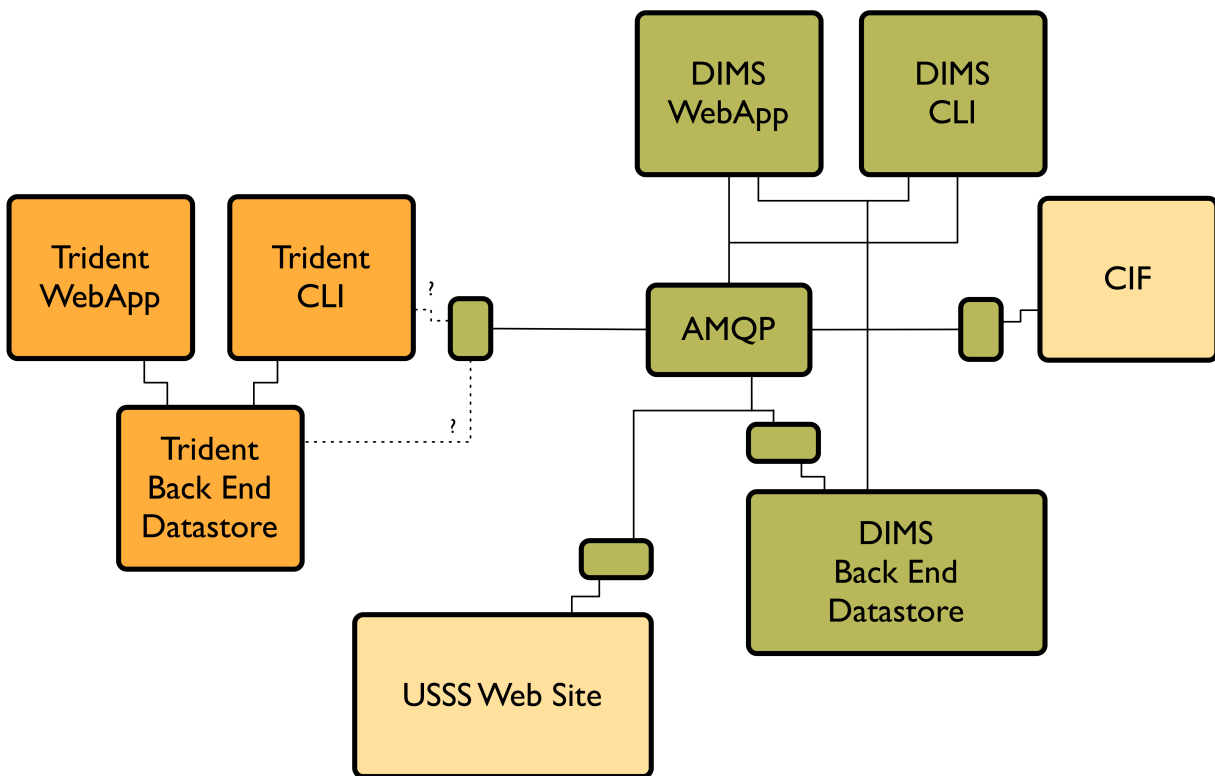 DIMS
WebApp
DIMS
CLI
Trident
WebApp
Trident
CLI
?
CIF
AMQP
?
Trident
Back End
Datastore
DIMS
Back End
Datastore
USSS Web Site